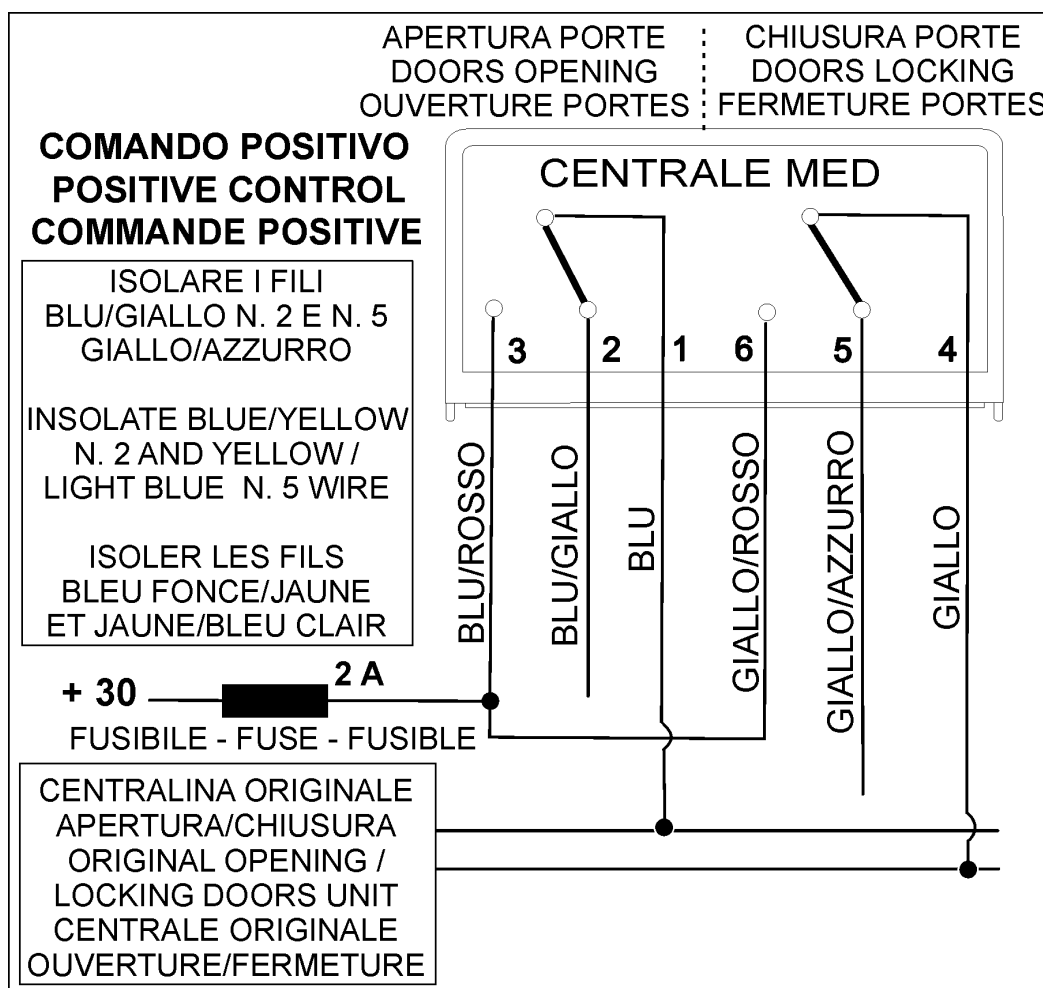 APERTURA PORTE
DOORS OPENING
OUVERTURE PORTES
CHIUSURA PORTE
DOORS LOCKING
FERMETURE PORTES
COMANDO POSITIVO
POSITIVE CONTROL
COMMANDE POSITIVE
CENTRALE MED
ISOLARE I FILI
BLU/GIALLO N. 2 E N. 5
GIALLO/AZZURRO
INSOLATE BLUE/YELLOW
N. 2 AND YELLOW /
LIGHT BLUE N. 5 WIRE
ISOLER LES FILS
BLEU FONCE/JAUNE
ET JAUNE/BLEU CLAIR
3 2 1 6 5 4
BLU/ROSSO
BLU/GIALLO
BLU
GIALLO/ROSSO
GIALLO/AZZURRO
GIALLO
+ 30
2 A
FUSIBILE - FUSE - FUSIBLE
CENTRALINA ORIGINALE
APERTURA/CHIUSURA
ORIGINAL OPENING /
LOCKING DOORS UNIT
CENTRALE ORIGINALE
OUVERTURE/FERMETURE